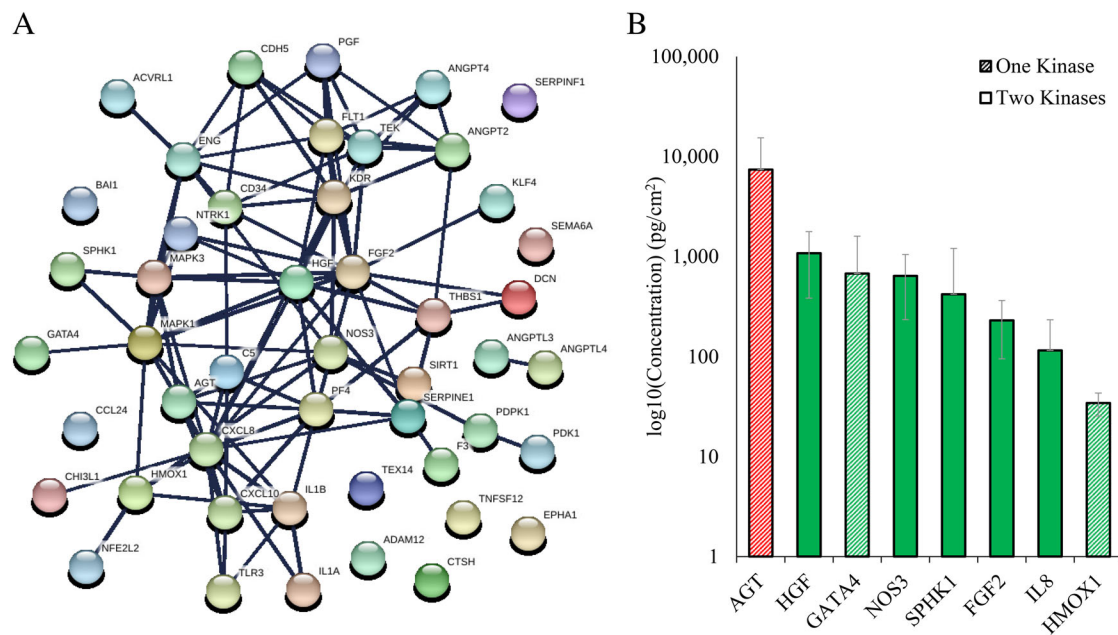 A
CDH5
PGF
ANGPT4
SERPINF1
ACVRL1
FLT1
TEK
ANGPT2
ENG
KDR
BAI1
CD34
KLF4
NTRK1
SEMA6A
SPHK1
MAPK3
HGF
FGF2
DCN
THBS1
GATA4
MAPK1
NOS3
ANGPTL3
ANGPTL4
C5
SIRT1
AGT
PF4
SERPINE1
PDPK1
CCL24
CXCL8
F3
PDK1
CHI3L1
HMOX1
TEX14
CXCL10
IL1B
TNFSF12
EPHA1
NFE2L2
ADAM12
TLR3
IL1A
CTSH
B
100,000
10,000
1,000
100
10
1
log10(Concentration) (pg/cm²)
One Kinase
Two Kinases
AGT
HGF
GATA4
NOS3
SPHK1
FGF2
IL8
HMOX1